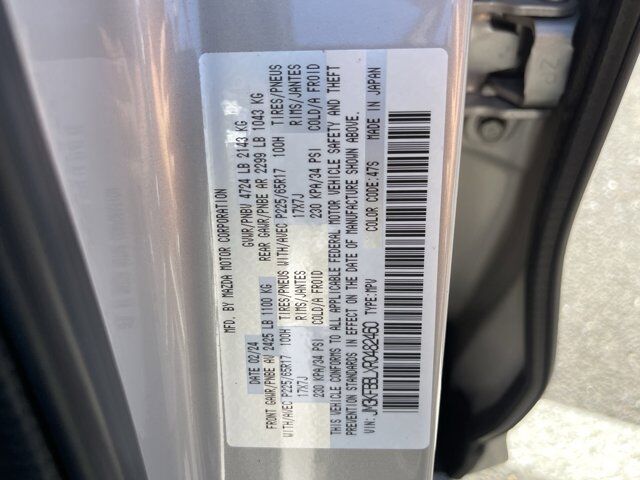 MFD. BY MAZDA MOTOR CORPORATION
DATE 02/24 GVWR/PNBV 4724 LB 2143 KG
FRONT GAWR/PNBE AV 2425 LB 1100 KG REAR GAWR/PNBE AR 2299 LB 1043 KG
WITH/AVEC P225/65R17 100H TIRES/PNEUS WITH/AVEC P225/65R17 100H TIRES/PNEUS
17X7J RIMS/JANTES 17X7J RIMS/JANTES
230 KPA/34 PSI COLD/A FROID 230 KPA/34 PSI COLD/A FROID
THIS VEHICLE CONFORMS TO ALL APPLICABLE FEDERAL MOTOR VEHICLE SAFETY AND THEFT
PREVENTION STANDARDS IN EFFECT ON THE DATE OF MANUFACTURE SHOWN ABOVE.
VIN: JM3KFBBLXR0482450 TYPE:MPV COLOR CODE: 47S MADE IN JAPAN